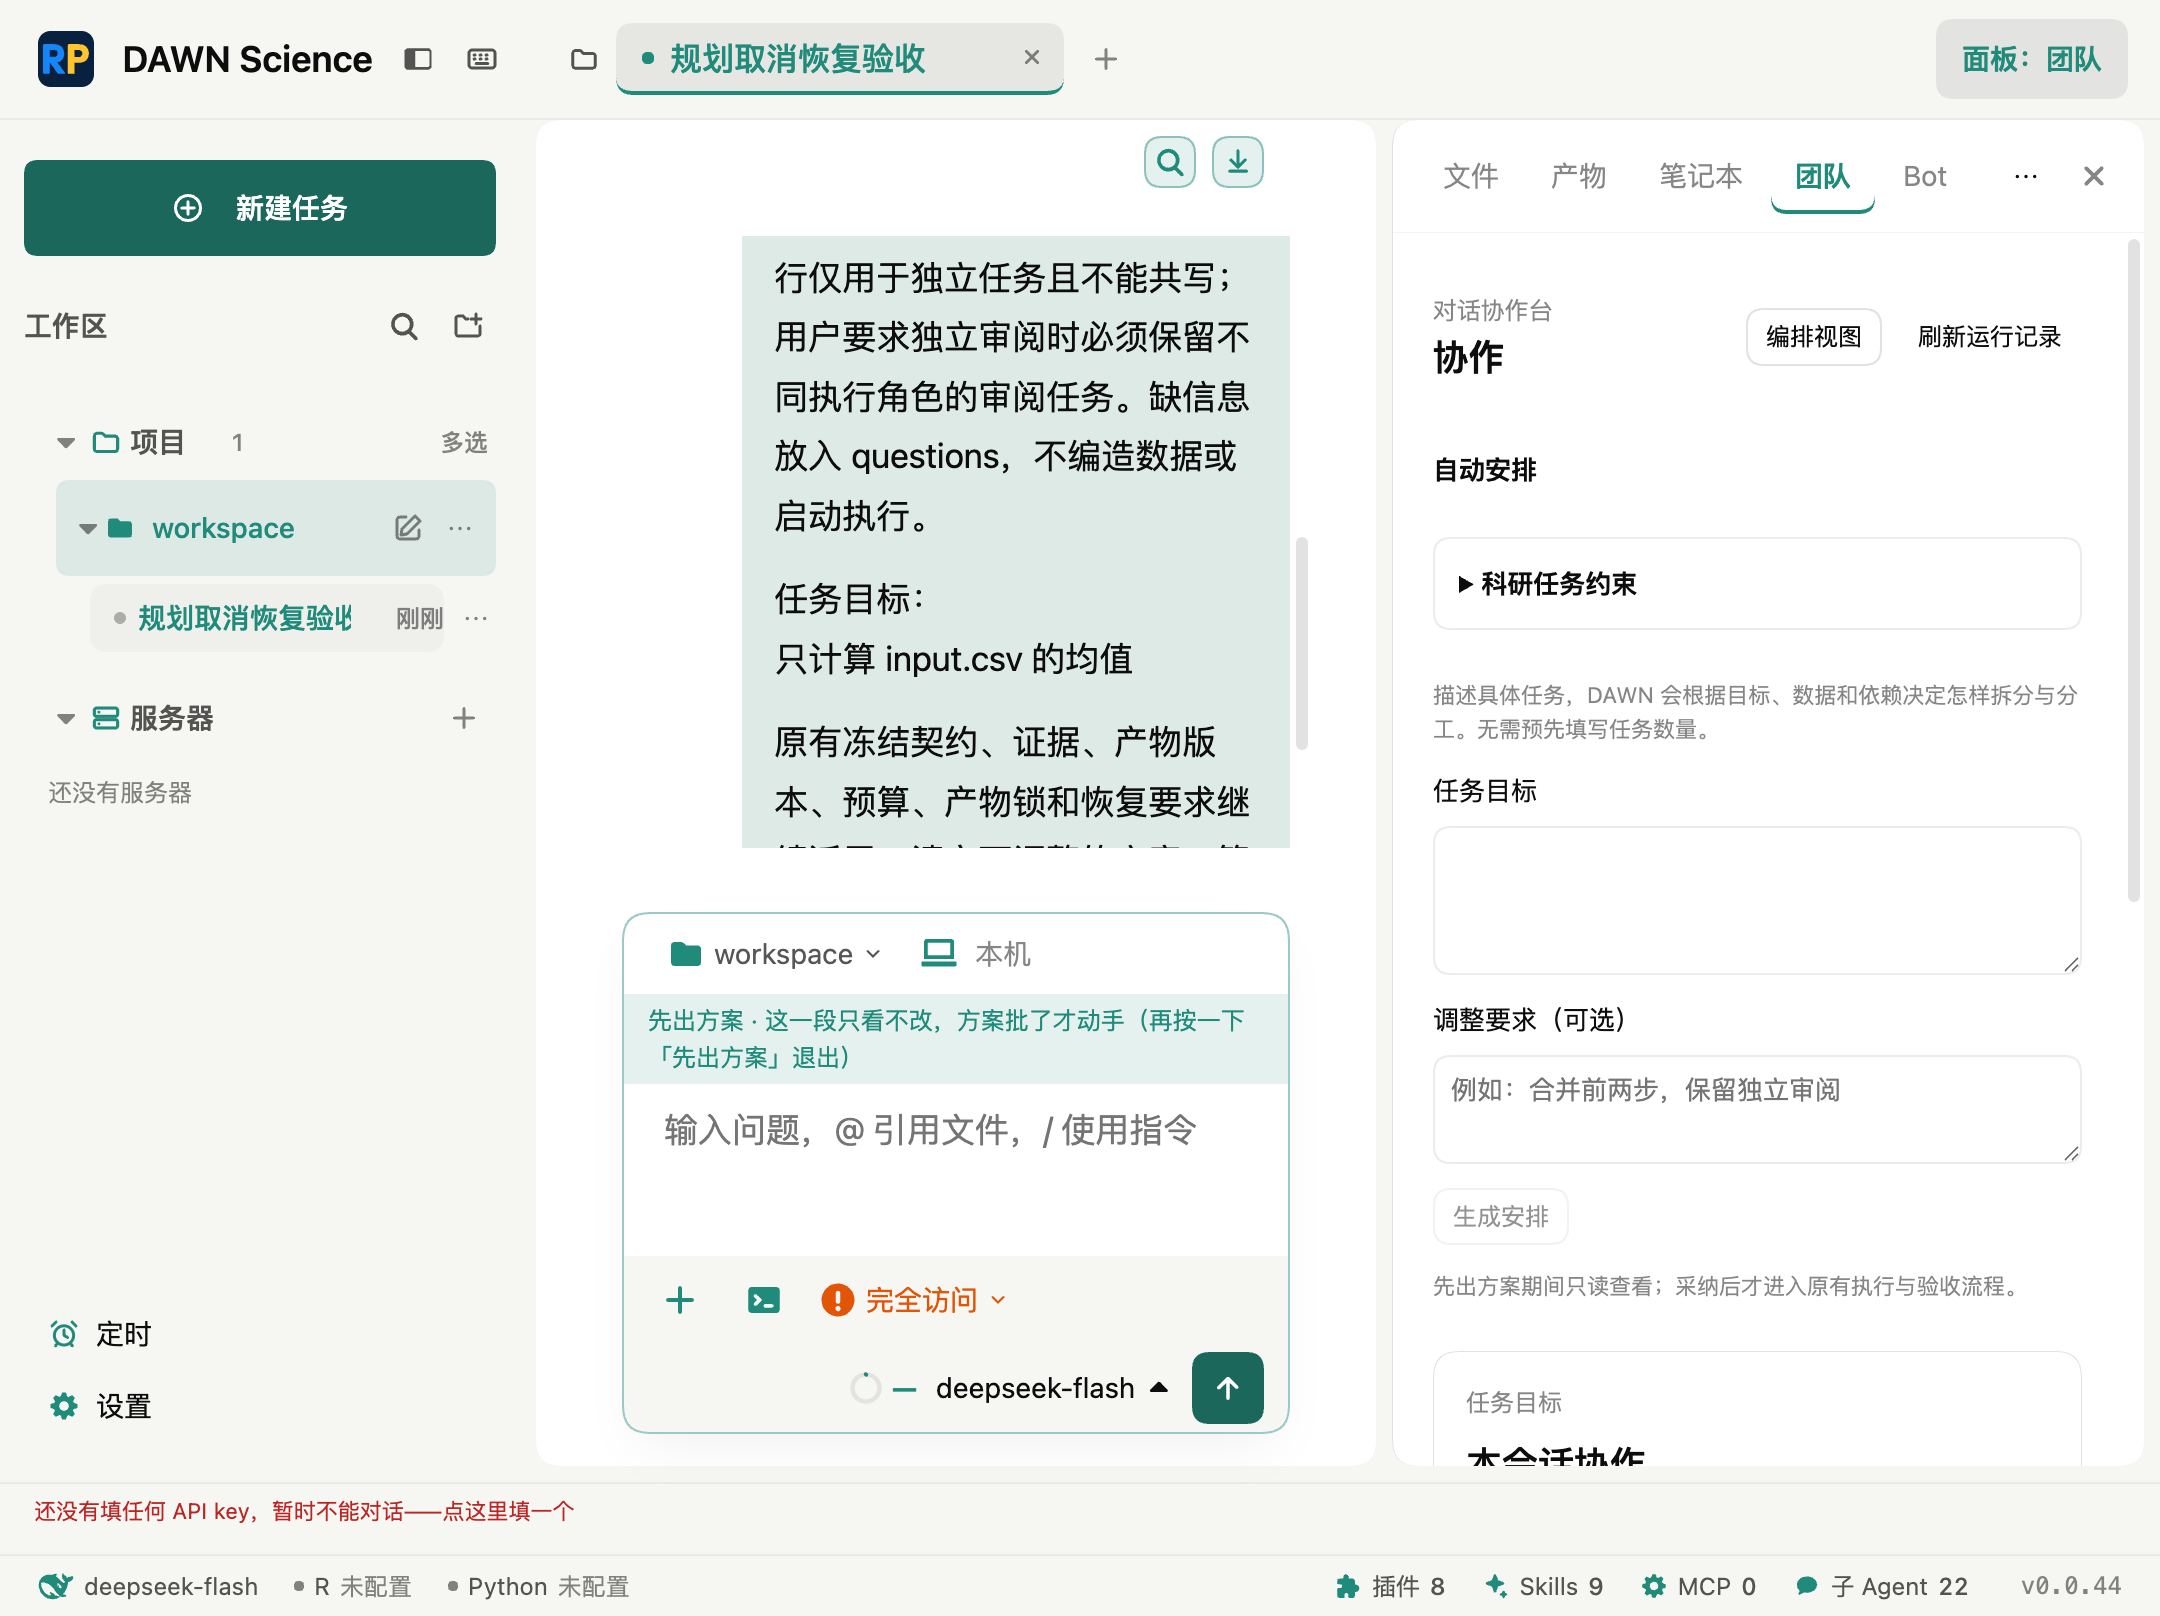 RP DAWN Science
规划取消恢复验收
面板：团队
新建任务
工作区
项目 1 多选
workspace
规划取消恢复验收 刚刚
服务器
还没有服务器
定时
设置
行仅用于独立任务且不能共写；
用户要求独立审阅时必须保留不
同执行角色的审阅任务。缺信息
放入 questions，不编造数据或
启动执行。
任务目标：
只计算 input.csv 的均值
原有冻结契约、证据、产物版
本、预算、产物锁和恢复要求继
workspace 本机
先出方案 · 这一段只看不改，方案批了才动手（再按一下
「先出方案」退出）
输入问题，@ 引用文件，/ 使用指令
完全访问
deepseek-flash
文件 产物 笔记本 团队 Bot
对话协作台
协作
编排视图 刷新运行记录
自动安排
科研任务约束
描述具体任务，DAWN 会根据目标、数据和依赖决定怎样拆分与分
工。无需预先填写任务数量。
任务目标
调整要求（可选）
例如：合并前两步，保留独立审阅
生成安排
先出方案期间只读查看；采纳后才进入原有执行与验收流程。
任务目标
本会话协作
还没有填任何 API key，暂时不能对话——点这里填一个
deepseek-flash R 未配置 Python 未配置
插件 8 Skills 9 MCP 0 子 Agent 22 v0.0.44